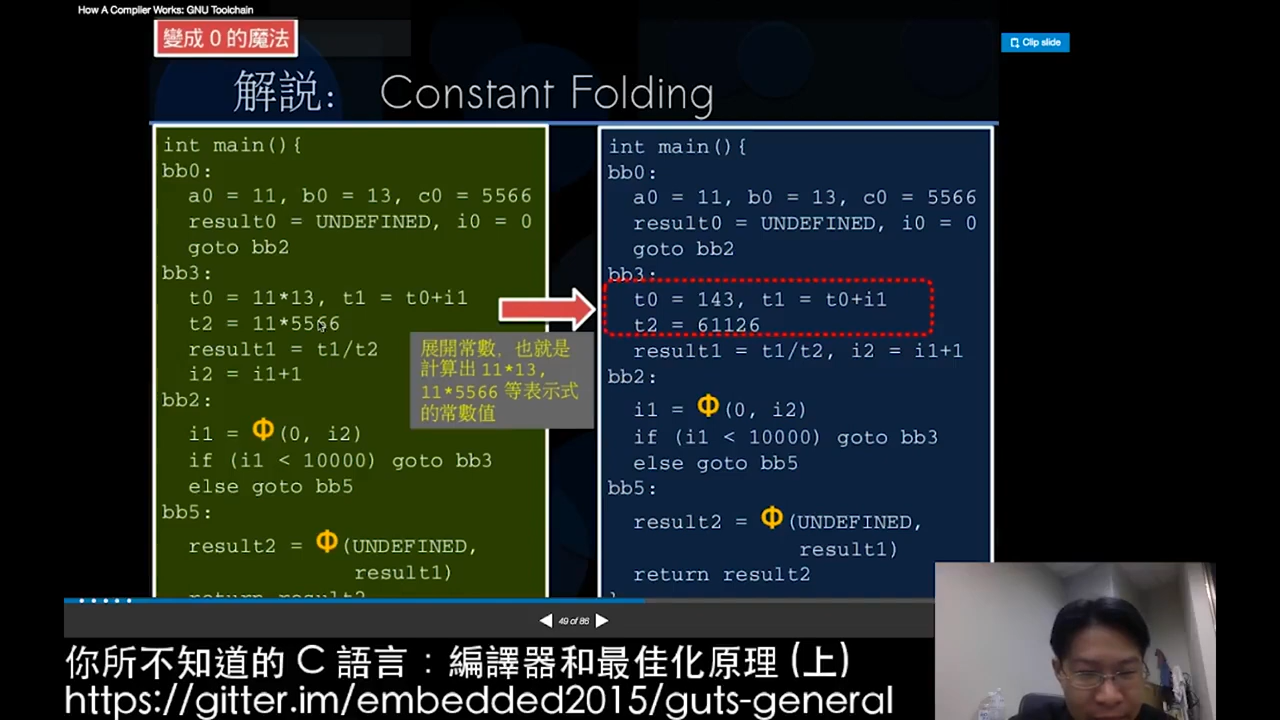 How A Compiler Works: GNU Toolchain
變成 0 的魔法
Clip slide
解說： Constant Folding
int main(){
bb0:
a0 = 11, b0 = 13, c0 = 5566
result0 = UNDEFINED, i0 = 0
goto bb2
bb3:
t0 = 11*13, t1 = t0+i1
t2 = 11*5566
result1 = t1/t2
i2 = i1+1
bb2:
i1 = Φ(0, i2)
if (i1 < 10000) goto bb3
else goto bb5
bb5:
result2 = Φ(UNDEFINED,
result1)
return result2
展開常數，也就是
計算出 11*13,
11*5566 等表示式
的常數值
int main(){
bb0:
a0 = 11, b0 = 13, c0 = 5566
result0 = UNDEFINED, i0 = 0
goto bb2
bb3:
t0 = 143, t1 = t0+i1
t2 = 61126
result1 = t1/t2, i2 = i1+1
bb2:
i1 = Φ(0, i2)
if (i1 < 10000) goto bb3
else goto bb5
bb5:
result2 = Φ(UNDEFINED,
result1)
return result2
}
49 of 86
你所不知道的 C 語言：編譯器和最佳化原理 (上)
https://gitter.im/embedded2015/guts-general